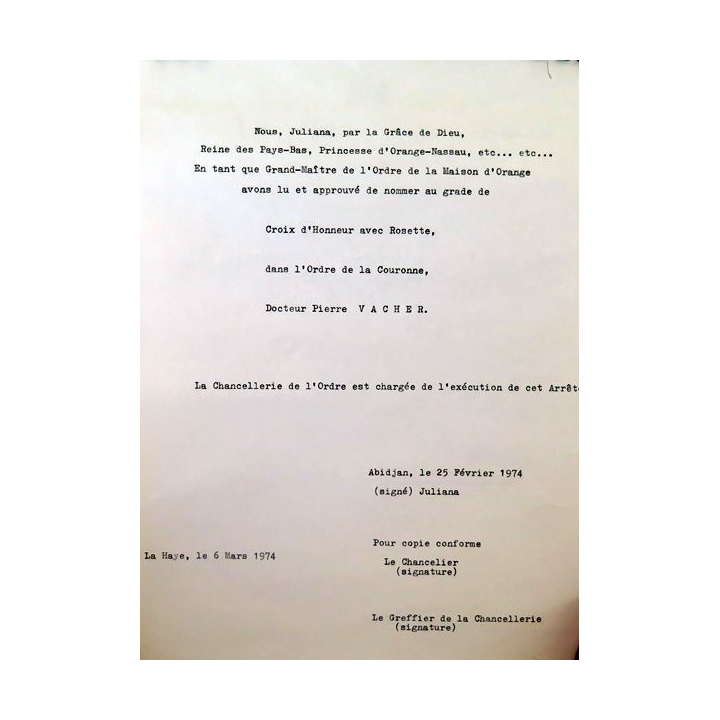 Nous, Juliana, par la Grâce de Dieu,
Reine des Pays-Bas, Princesse d'Orange-Nassau, etc... etc...
En tant que Grand-Maître de l'Ordre de la Maison d'Orange
avons lu et approuvé de nommer au grade de
Croix d'Honneur avec Rosette,
dans l'Ordre de la Couronne,
Docteur Pierre V A C H E R.
La Chancellerie de l'Ordre est chargée de l'exécution de cet Arrêté
Abidjan, le 25 Février 1974
(signé) Juliana
Pour copie conforme
La Haye, le 6 Mars 1974
Le Chancelier
(signature)
Le Greffier de la Chancellerie
(signature)